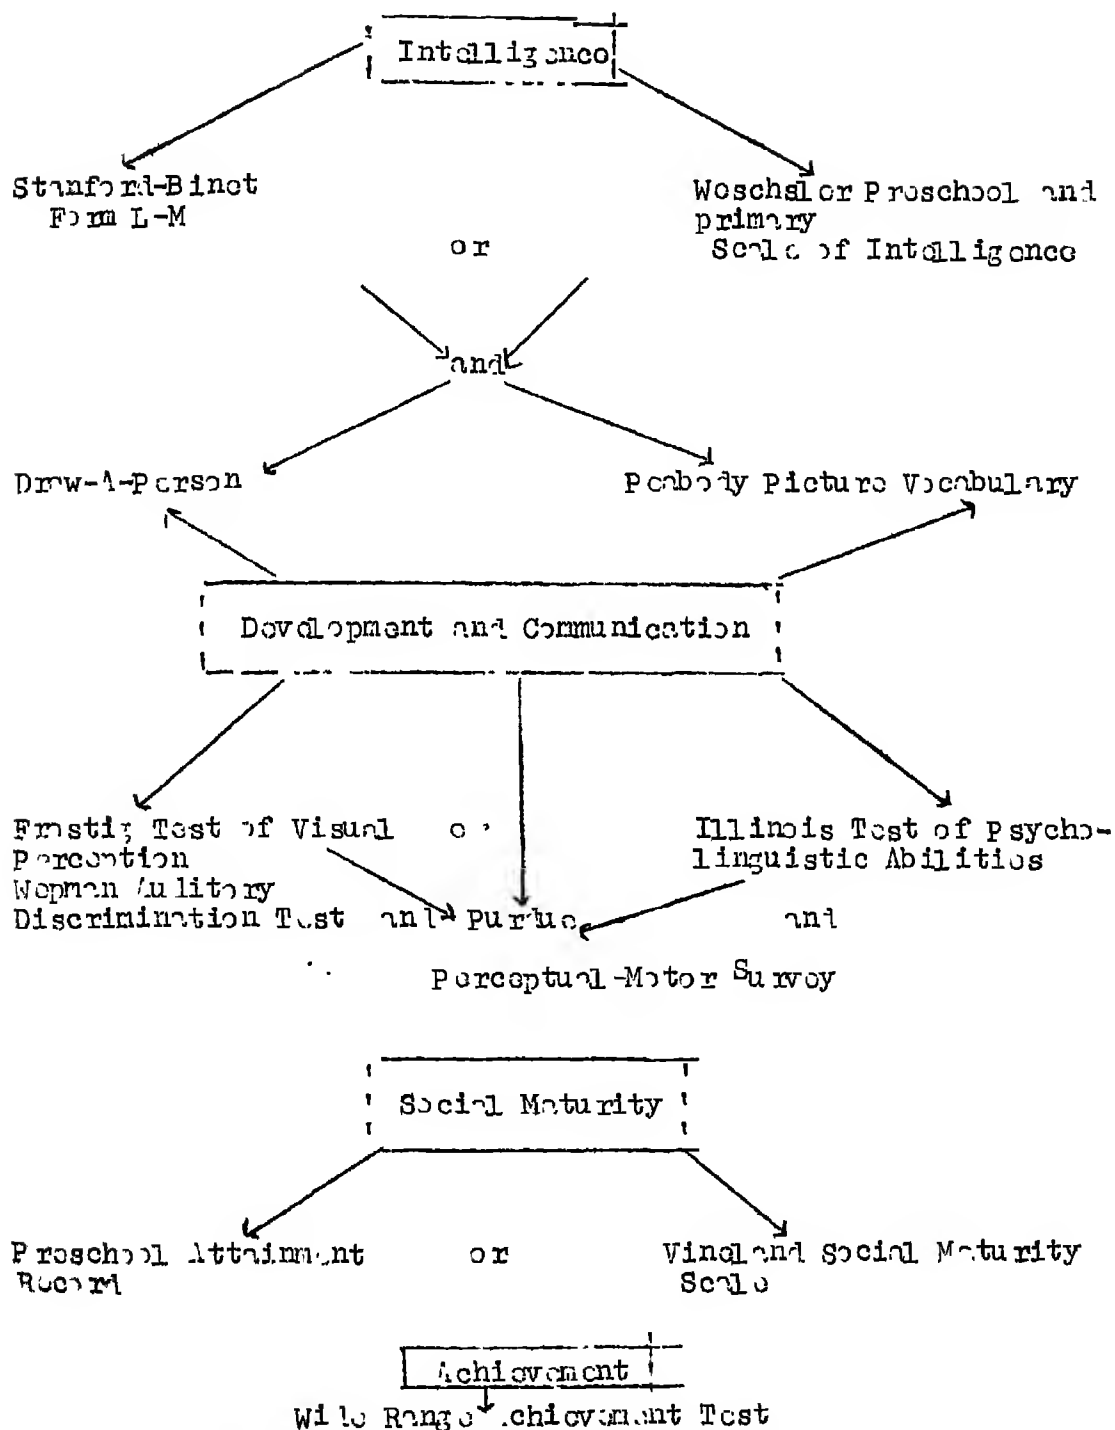 Intelligence
Stanford-Binet
Form L-M
Weschsler Preschool and
primary
Scale of Intelligence
or
and
Draw-A-Person
Peabody Picture Vocabulary
Development and Communication
Frostig Test of Visual or
Perception
Wepman Auditory
Discrimination Test and
Illinois Test of Psycho-
linguistic Abilities
Purdue and
Perceptual-Motor Survey
Social Maturity
Preschool Attainment
Record
or
Vineland Social Maturity
Scale
Achievement
Wide Range Achievement Test